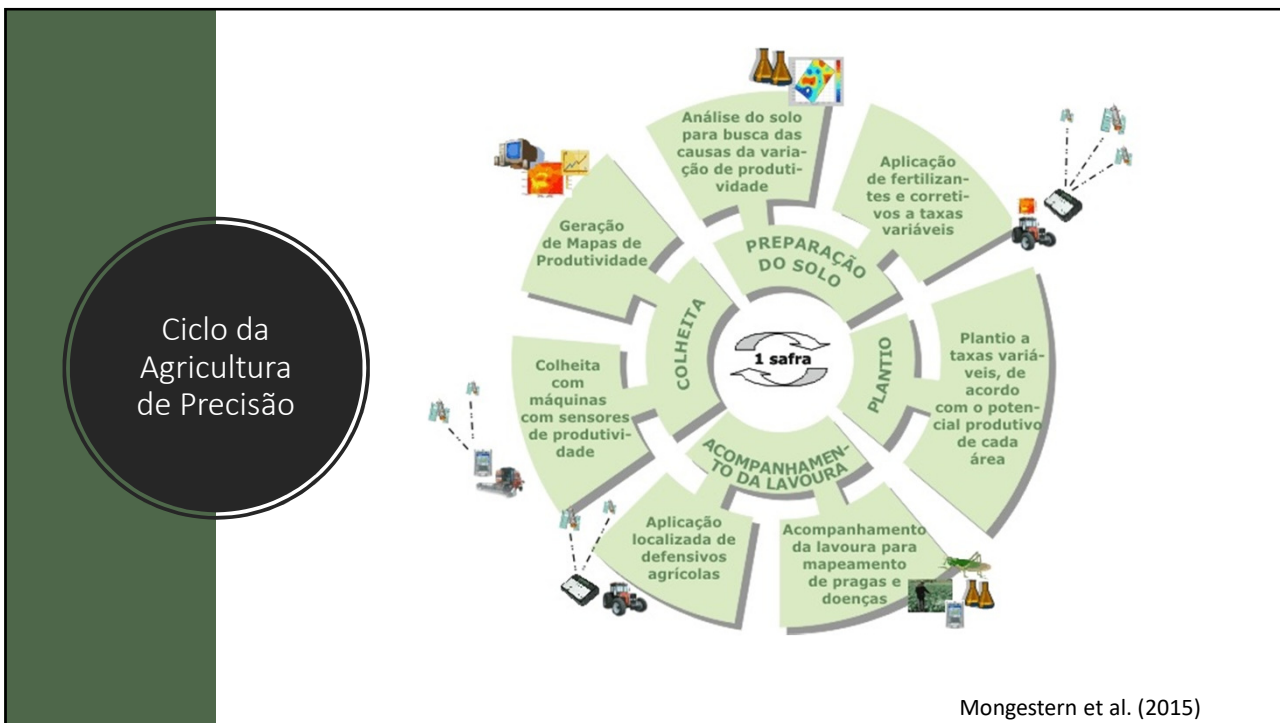 Ciclo da
Agricultura
de Precisão
Análise do solo
para busca das
causas da varia-
ção de produti-
vidade
Aplicação
de fertilizan-
tes e correti-
vos a taxas
variáveis
PREPARAÇÃO
DO SOLO
Plantio a
taxas variá-
veis, de
acordo
com o poten-
cial produtivo
de cada
área
PLANTIO
Acompanhamento
da lavoura para
mapeamento
de pragas e
doenças
Aplicação
localizada de
defensivos
agrícolas
ACOMPANHAMEN-
TO DA LAVOURA
Colheita
com
máquinas
com sensores
de produtivi-
dade
Geração
de Mapas de
Produtividade
COLHEITA
1 safra
Mongestern et al. (2015)